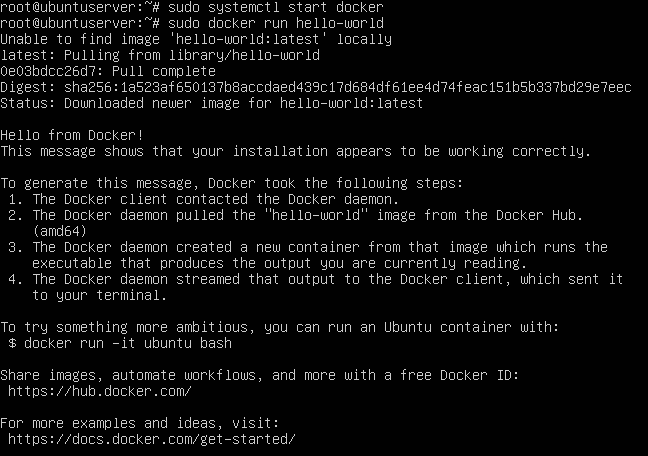 root@ubuntuserver:~# sudo systemctl start docker
root@ubuntuserver:~# sudo docker run hello-world
Unable to find image 'hello-world:latest' locally
latest: Pulling from library/hello-world
0e03bdcc26d7: Pull complete
Digest: sha256:1a523af650137b8accdaed439c17d684df61ee4d74feac151b5b337bd29e7eec
Status: Downloaded newer image for hello-world:latest

Hello from Docker!
This message shows that your installation appears to be working correctly.

To generate this message, Docker took the following steps:
 1. The Docker client contacted the Docker daemon.
 2. The Docker daemon pulled the "hello-world" image from the Docker Hub.
    (amd64)
 3. The Docker daemon created a new container from that image which runs the
    executable that produces the output you are currently reading.
 4. The Docker daemon streamed that output to the Docker client, which sent it
    to your terminal.

To try something more ambitious, you can run an Ubuntu container with:
 $ docker run -it ubuntu bash

Share images, automate workflows, and more with a free Docker ID:
 https://hub.docker.com/

For more examples and ideas, visit:
 https://docs.docker.com/get-started/